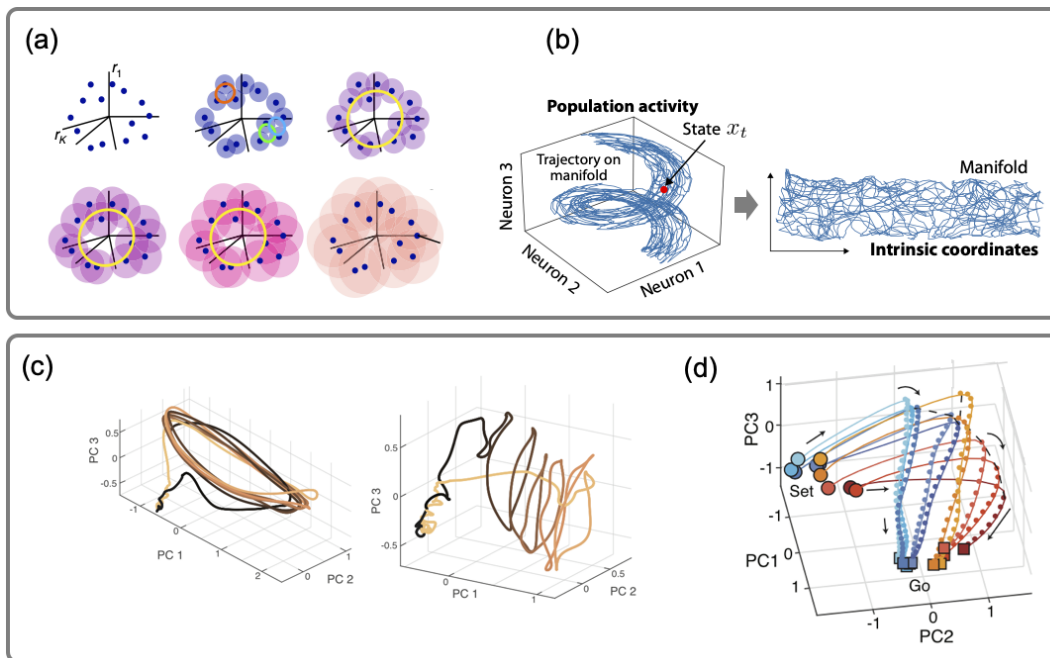 (a)
r1
rK
(b)
Population activity
State xt
Trajectory on
manifold
Neuron 3
Neuron 2
Neuron 1
Manifold
Intrinsic coordinates
(c)
PC 3
0.5
0
-0.5
-1
0
1
2
PC 1
0
1
PC 2
PC 3
0.5
0
-0.5
0
1
PC 1
0
0.5
PC 2
(d)
PC3
1
0
-1
Set
-1
0
1
PC1
Go
-1
0
1
PC2